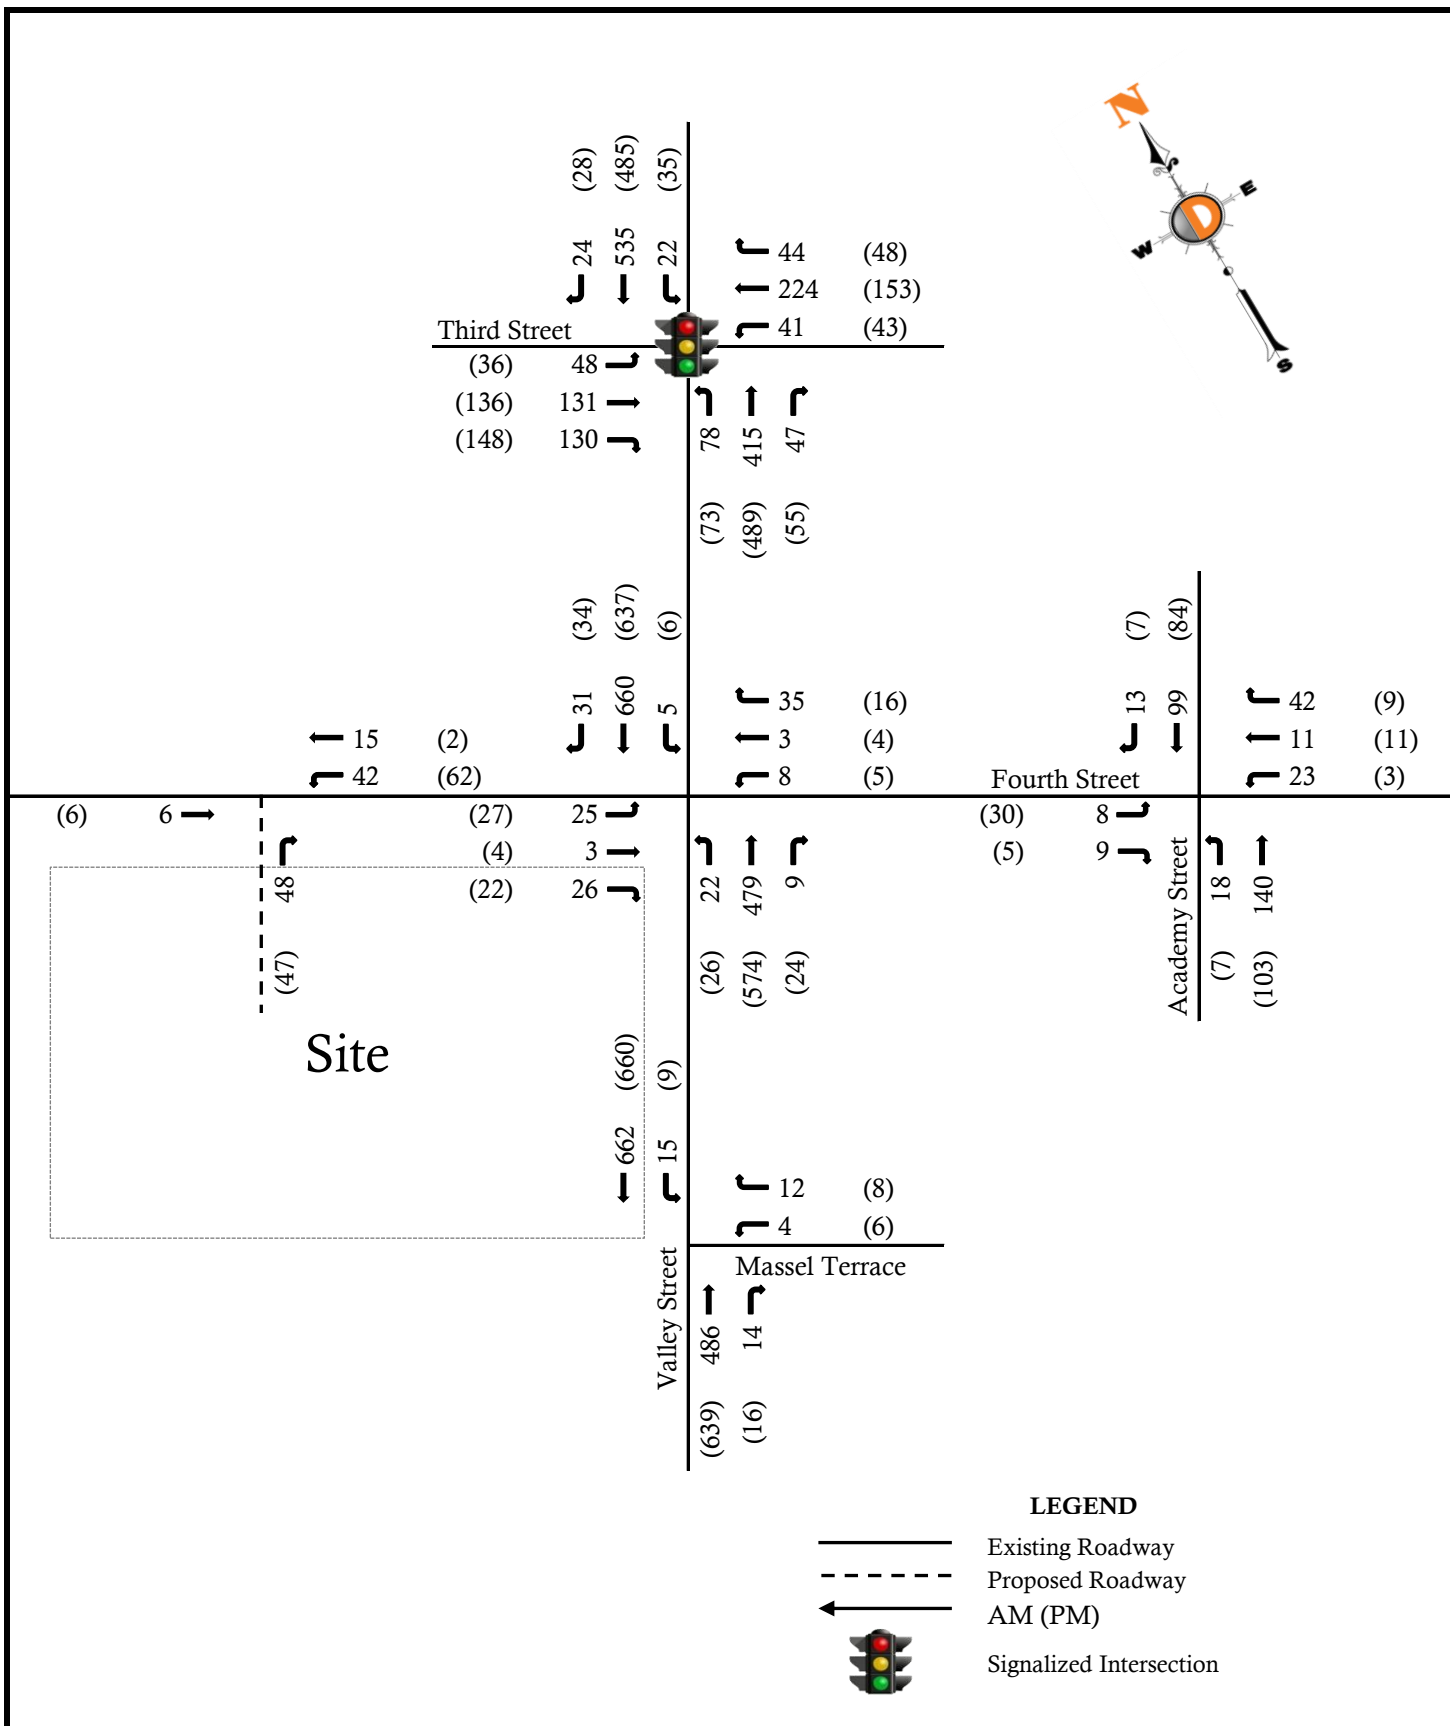 N
E
W
S
D
(28) (485) (35)
24 535 22
44 (48)
224 (153)
41 (43)
Third Street
(36) 48
(136) 131
(148) 130
78 415 47
(73) (489) (55)
(34) (637) (6)
31 660 5
35 (16)
3 (4)
8 (5)
15 (2)
42 (62)
(7) (84)
13 99
42 (9)
11 (11)
23 (3)
Fourth Street
(6) 6
(27) 25
(4) 3
(22) 26
48
(47)
22 479 9
(26) (574) (24)
(30) 8
(5) 9
Academy Street
18 140
(7) (103)
Site
(660) (9)
662 15
12 (8)
4 (6)
Massel Terrace
Valley Street
486 14
(639) (16)
LEGEND
Existing Roadway
Proposed Roadway
AM (PM)
Signalized Intersection